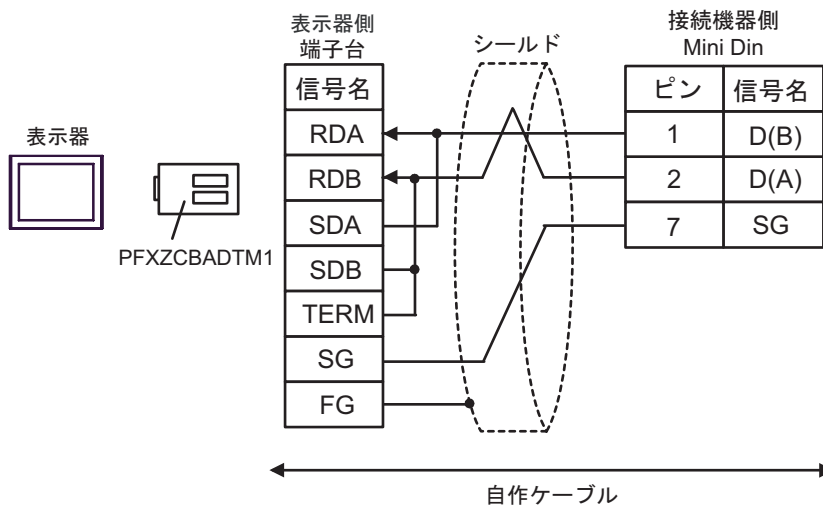 表示器側
端子台
シールド
接続機器側
Mini Din
信号名
ピン 信号名
RDA
1 D(B)
表示器
RDB
2 D(A)
SDA
7 SG
PFXZCBADTM1
SDB
TERM
SG
FG
自作ケーブル